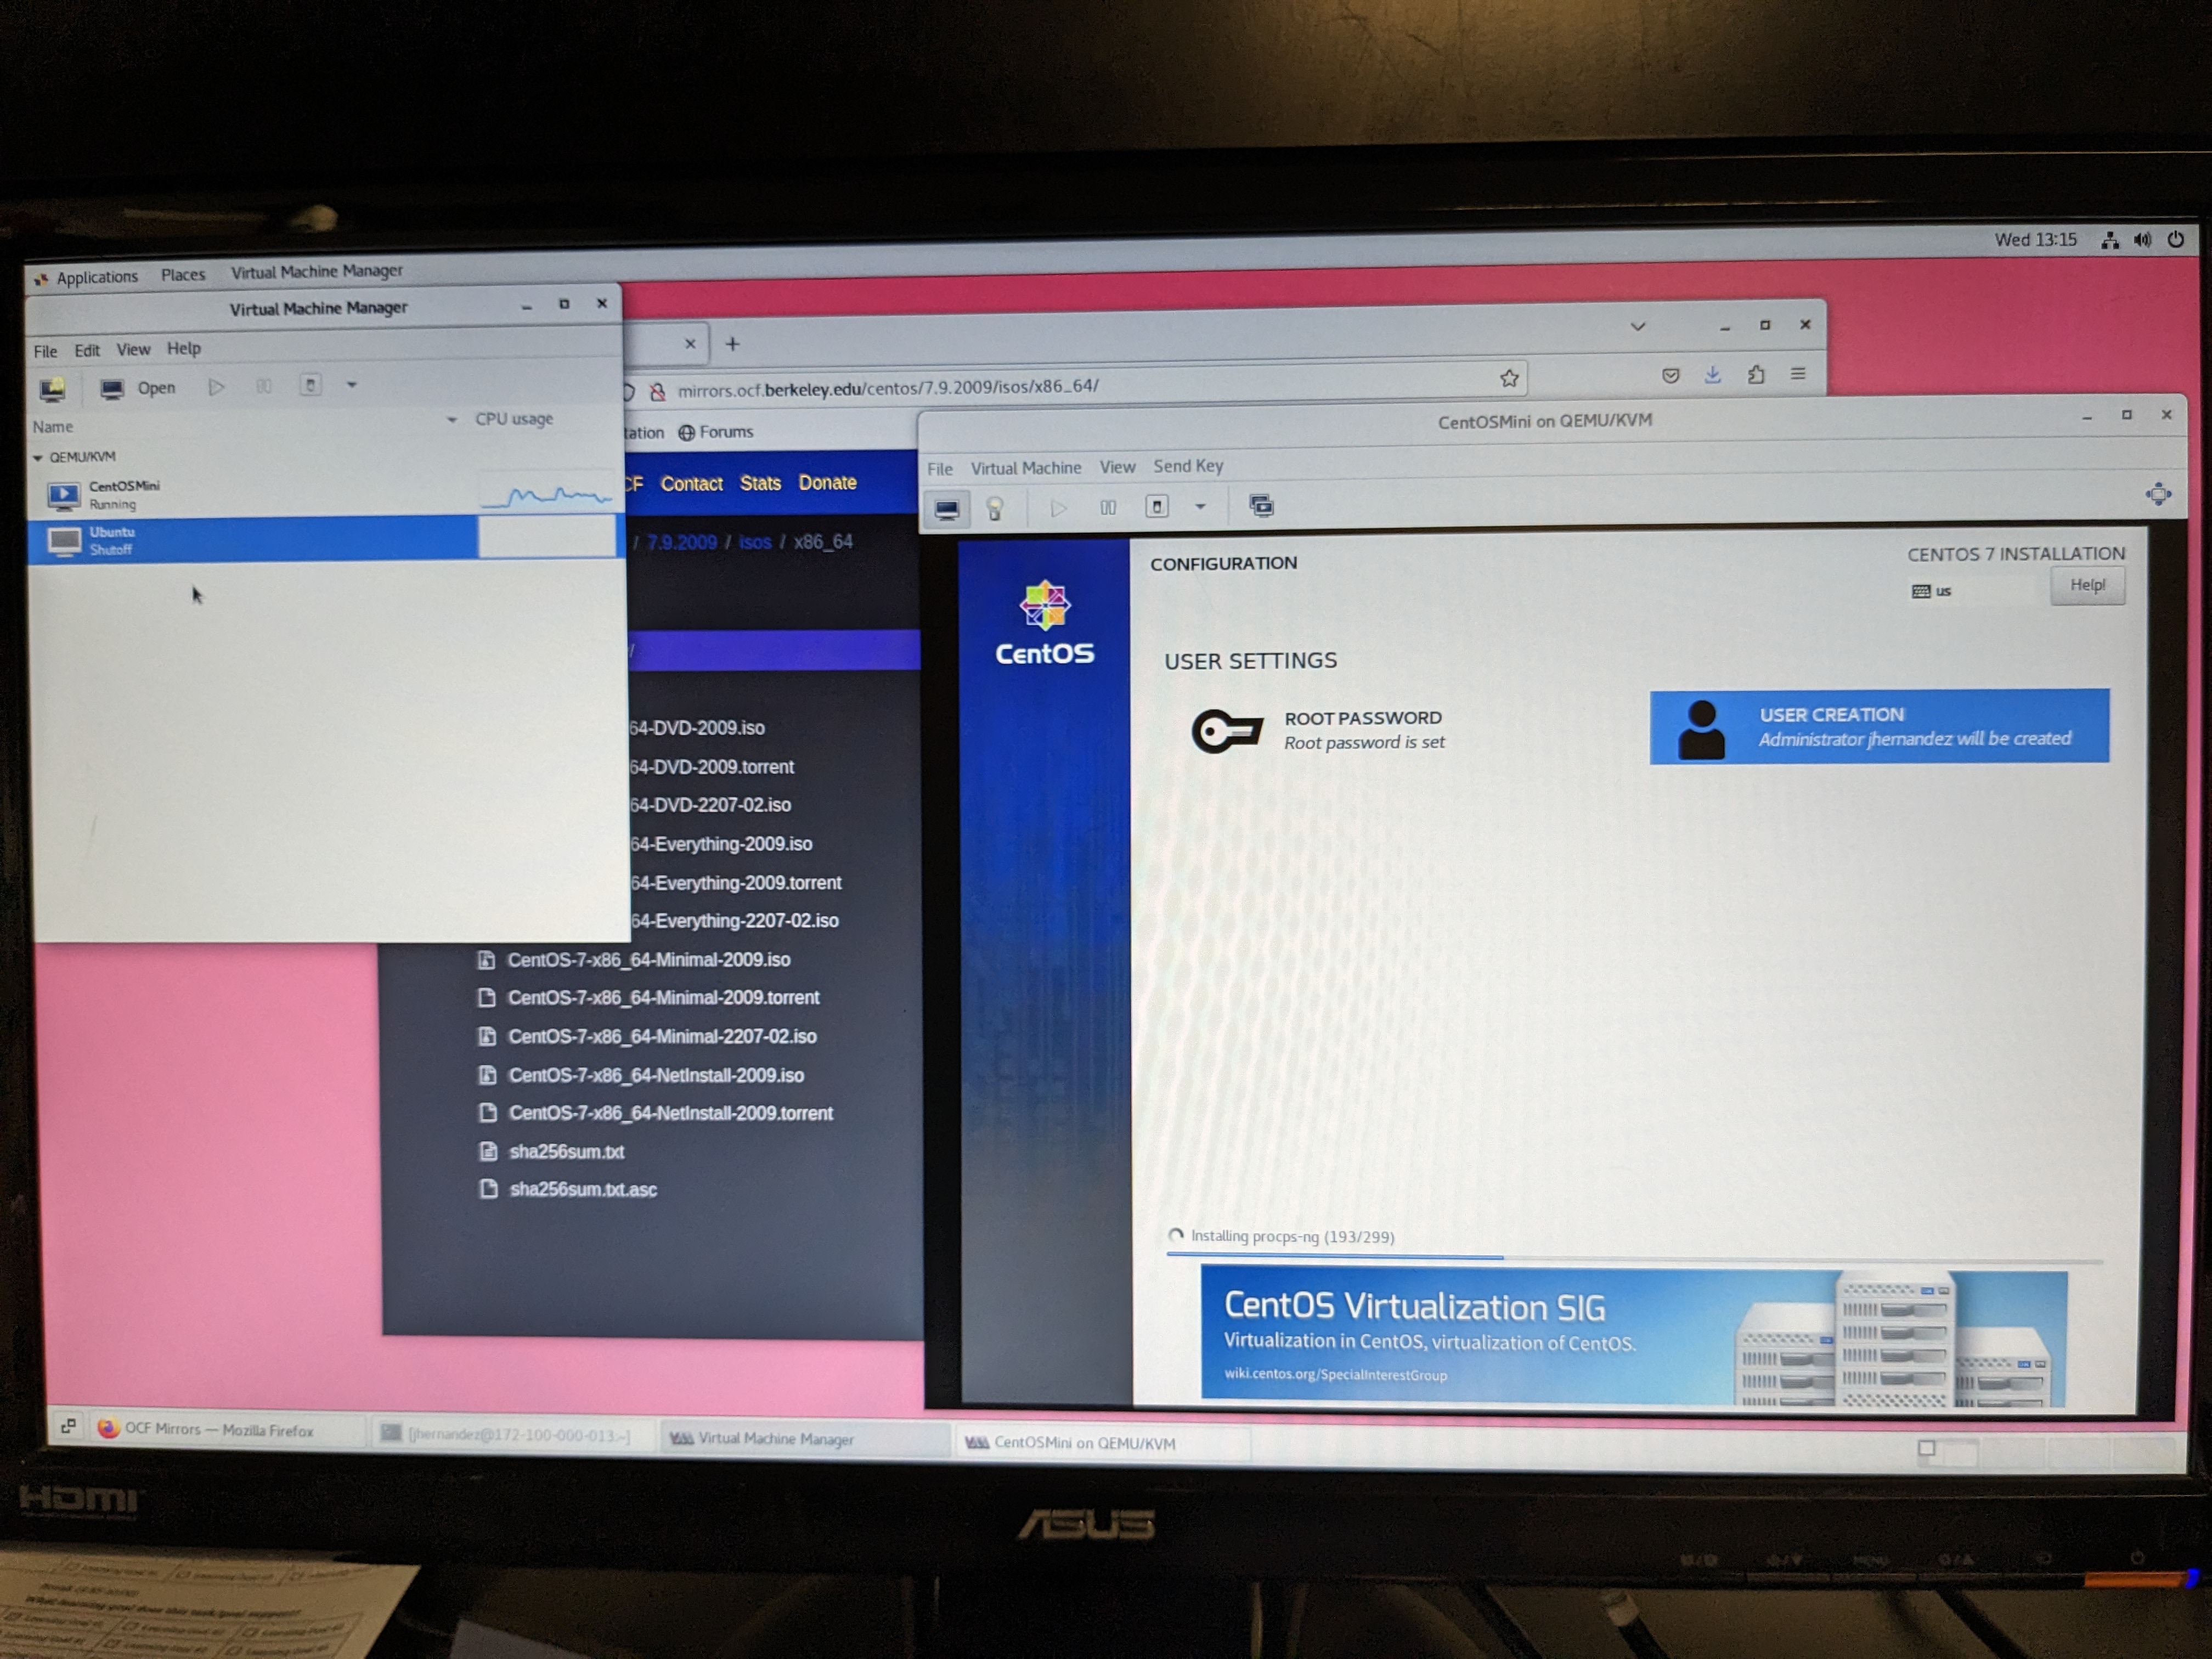 Wed 13:15
Applications Places Virtual Machine Manager
Virtual Machine Manager
File Edit View Help
Open
Name CPU usage
QEMU/KVM
CentOSMini
Running
Ubuntu
Shutoff
mirrors.ocf.berkeley.edu/centos/7.9.2009/isos/x86_64/
tation Forums
CF Contact Stats Donate
/ 7.9.2009 / isos / x86_64
/
64-DVD-2009.iso
64-DVD-2009.torrent
64-DVD-2207-02.iso
64-Everything-2009.iso
64-Everything-2009.torrent
64-Everything-2207-02.iso
CentOS-7-x86_64-Minimal-2009.iso
CentOS-7-x86_64-Minimal-2009.torrent
CentOS-7-x86_64-Minimal-2207-02.iso
CentOS-7-x86_64-NetInstall-2009.iso
CentOS-7-x86_64-NetInstall-2009.torrent
sha256sum.txt
sha256sum.txt.asc
CentOSMini on QEMU/KVM
File Virtual Machine View Send Key
CentOS
CONFIGURATION
CENTOS 7 INSTALLATION
us
Help!
USER SETTINGS
ROOT PASSWORD
Root password is set
USER CREATION
Administrator jhernandez will be created
Installing procps-ng (193/299)
CentOS Virtualization SIG
Virtualization in CentOS, virtualization of CentOS.
wiki.centos.org/SpecialInterestGroup
OCF Mirrors — Mozilla Firefox
[jhernandez@172-100-000-013:~]
Virtual Machine Manager
CentOSMini on QEMU/KVM
HDMI
ASUS
MENU